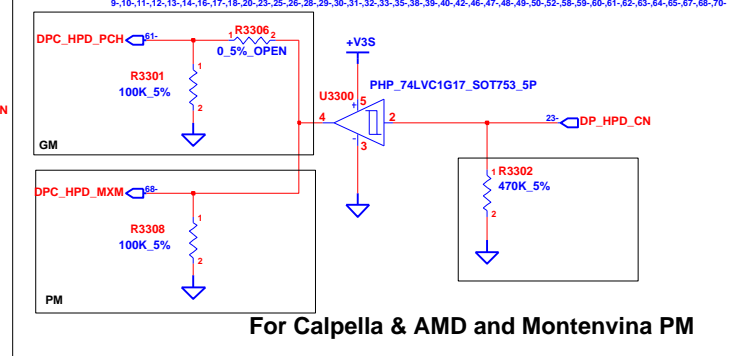 9-,10-,11-,12-,13-,14-,16-,17-,18-,20-,23-,25-,26-,28-,29-,30-,31-,32-,33-,35-,38-,39-,40-,42-,46-,47-,48-,49-,50-,52-,58-,59-,60-,61-,62-,63-,64-,65-,67-,68-,70-
R3306
DPC_HPD_PCH 61- 1 2
0_5%_OPEN
+V3S
R3301
100K_5%
1
2
PHP_74LVC1G17_SOT753_5P
U3300
+ 5
4 2
- 3
23- DP_HPD_CN
N
GM
R3302
470K_5%
1
2
DPC_HPD_MXM 68-
R3308
100K_5%
1
2
PM
For Calpella & AMD and Montenvina PM